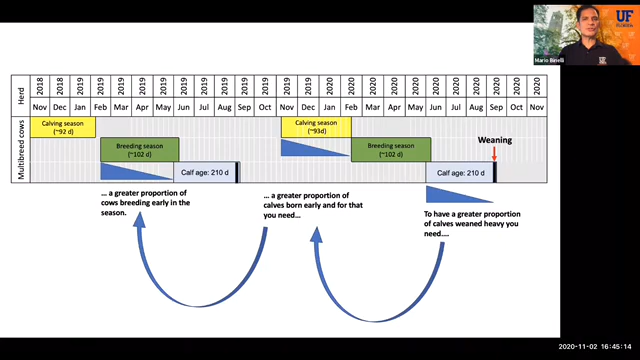 UF
Mario Binelli
Herd
2018 2018 2019 2019 2019 2019 2019 2019 2019 2019 2019 2019 2019 2019 2020 2020 2020 2020 2020 2020 2020 2020 2020 2020 2020
Nov Dec Jan Feb Mar Apr May Jun Jul Aug Sep Oct Nov Dec Jan Feb Mar Apr May Jun Jul Aug Sep Oct Nov
Multibreed cows
Calving season
(~92 d)
Calving season
(~93d)
Breeding season
(~102 d)
Breeding season
(~102 d)
Weaning
Calf age: 210 d
Calf age: 210 d
… a greater proportion of
cows breeding early in the
season.
… a greater proportion of
calves born early and for that
you need…
To have a greater proportion
of calves weaned heavy you
need….
2020-11-02 16:45:14